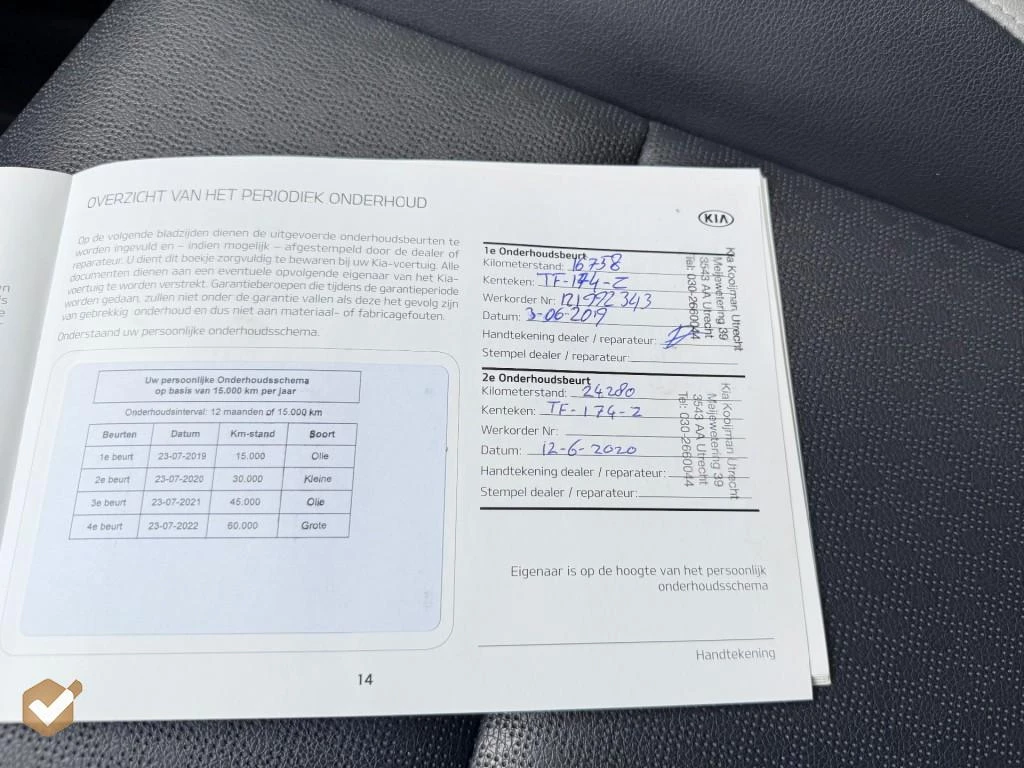 OVERZICHT VAN HET PERIODIEK ONDERHOUD
Op de volgende bladzijden dienen de uitgevoerde onderhoudsbeurten te
worden ingevuld en – indien mogelijk – afgestempeld door de dealer of
reparateur. U dient dit boekje zorgvuldig te bewaren bij uw Kia-voertuig. Alle
documenten dienen aan een eventuele opvolgende eigenaar van het Kia-
voertuig te worden verstrekt. Garantieberoepen die tijdens de garantieperiode
worden gedaan, zullen niet onder de garantie vallen als deze het gevolg zijn
van gebrekkig onderhoud en dus niet aan materiaal- of fabricagefouten.
Onderstaand uw persoonlijke onderhoudsschema.
Uw persoonlijke Onderhoudsschema
op basis van 15.000 km per jaar
Onderhoudsinterval: 12 maanden of 15.000 km
Beurten Datum Km-stand Soort
1e beurt 23-07-2019 15.000 Olie
2e beurt 23-07-2020 30.000 Kleine
3e beurt 23-07-2021 45.000 Olie
4e beurt 23-07-2022 60.000 Grote
14
KIA
1e Onderhoudsbeurt
Kilometerstand: 16758
Kenteken: TF-174-Z
Werkorder Nr: 121992343
Datum: 3-06-2019
Handtekening dealer / reparateur:
Stempel dealer / reparateur:
Kia Kooijman Utrecht
Meijewetering 39
3543 AA Utrecht
Tel: 030-2660044
2e Onderhoudsbeurt
Kilometerstand: 24280
Kenteken: TF-174-Z
Werkorder Nr:
Datum: 12-6-2020
Handtekening dealer / reparateur:
Stempel dealer / reparateur:
Kia Kooijman Utrecht
Meijewetering 39
3543 AA Utrecht
Tel: 030-2660044
Eigenaar is op de hoogte van het persoonlijk
onderhoudsschema
Handtekening